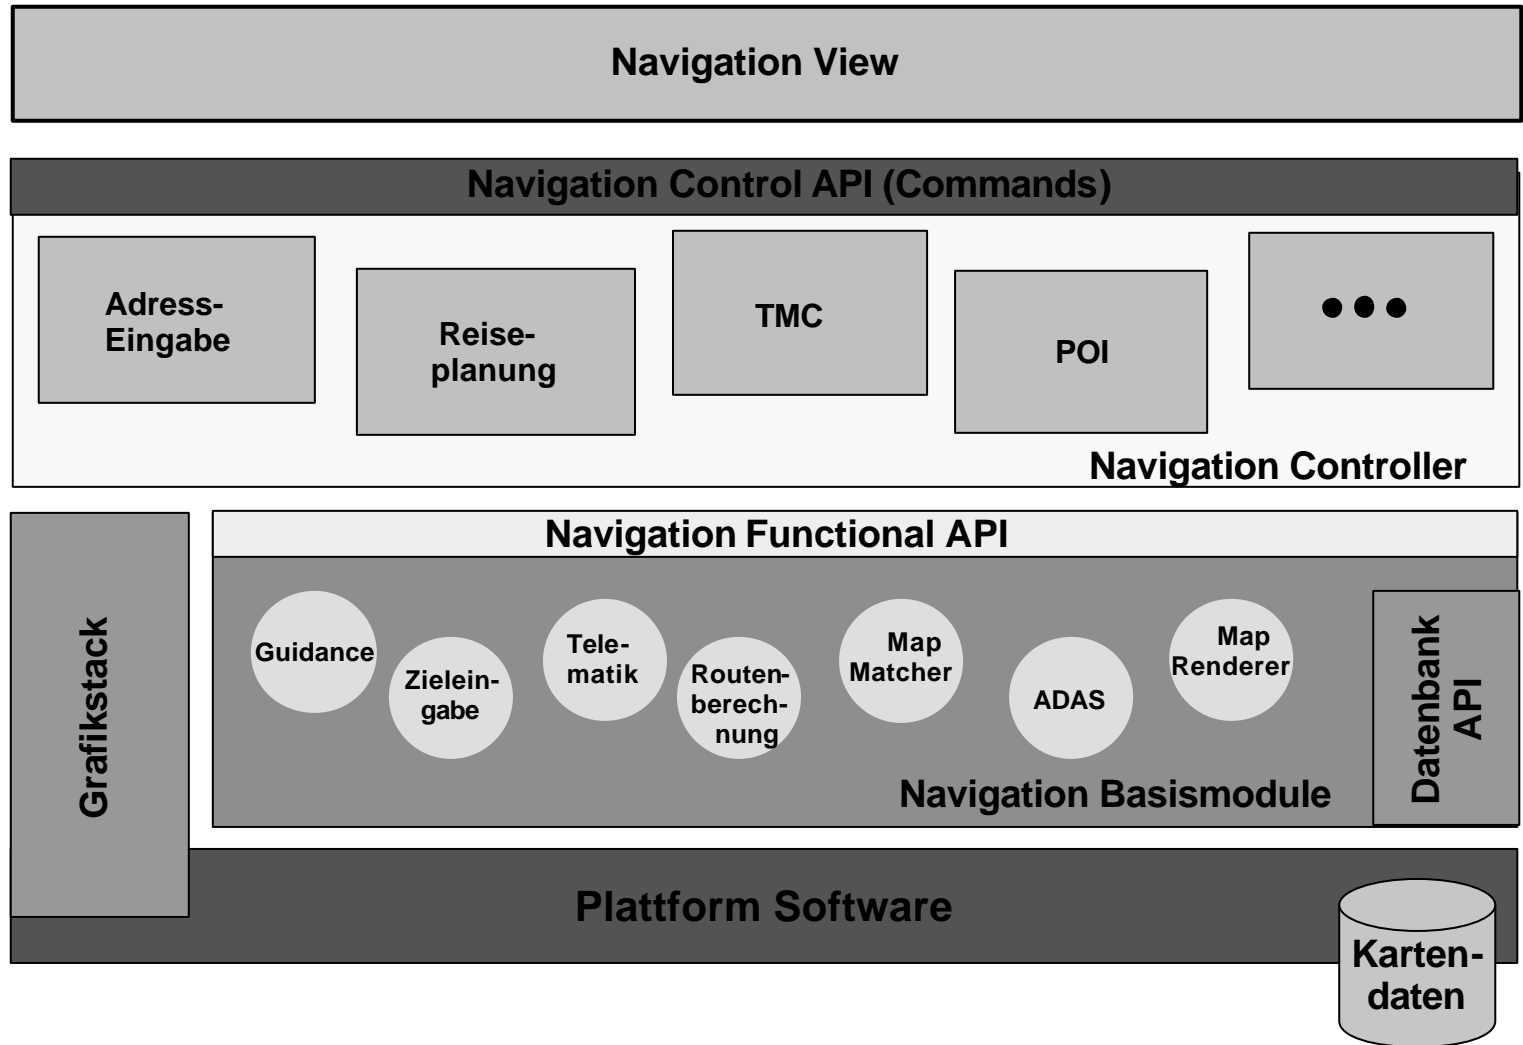 Navigation View
Navigation Control API (Commands)
Adress-
Eingabe
Reise-
planung
TMC
POI
Navigation Controller
Navigation Functional API
Grafikstack
Guidance
Zielein-
gabe
Tele-
matik
Routen-
berech-
nung
Map
Matcher
ADAS
Map
Renderer
Datenbank
API
Navigation Basismodule
Plattform Software
Karten-
daten